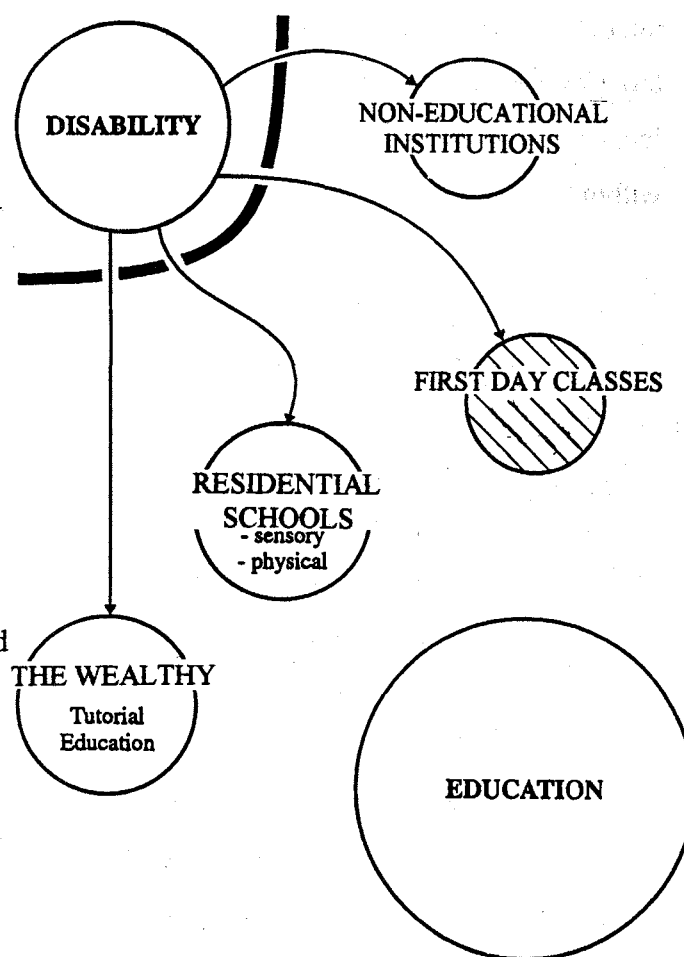 DISABILITY
NON-EDUCATIONAL
INSTITUTIONS
FIRST DAY CLASSES
RESIDENTIAL
SCHOOLS
- sensory
- physical
THE WEALTHY
Tutorial
Education
EDUCATION